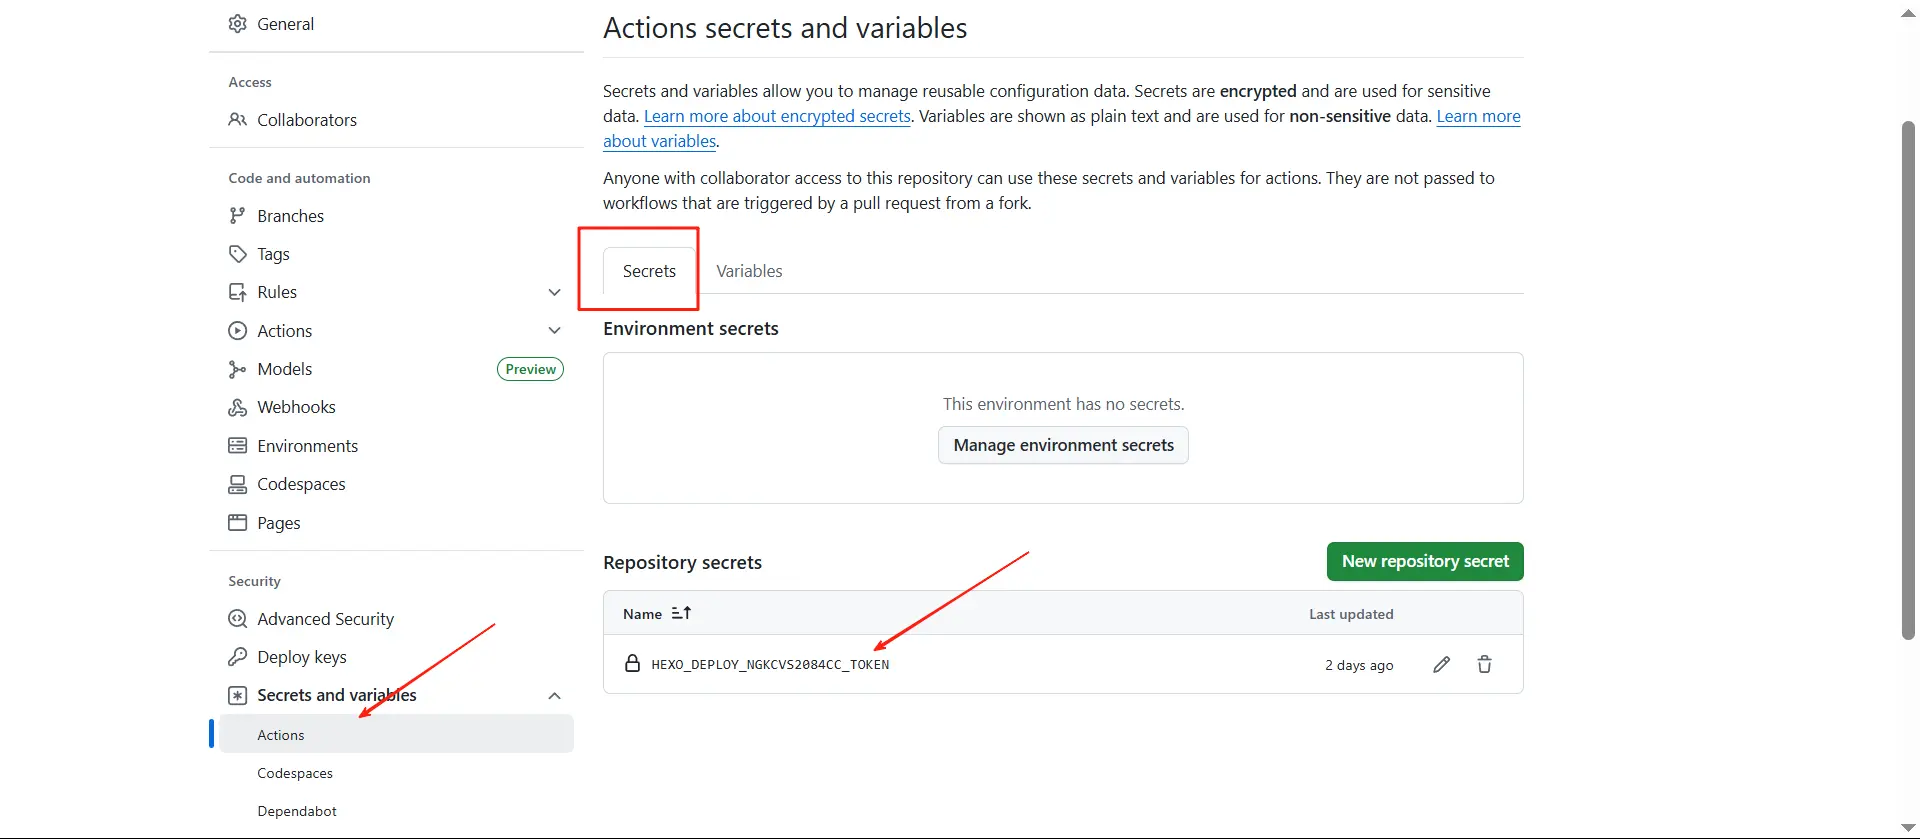 General
Access
Collaborators
Code and automation
Branches
Tags
Rules
Actions
Models
Preview
Webhooks
Environments
Codespaces
Pages
Security
Advanced Security
Deploy keys
Secrets and variables
Actions
Codespaces
Dependabot
Actions secrets and variables
Secrets and variables allow you to manage reusable configuration data. Secrets are encrypted and are used for sensitive
data. Learn more about encrypted secrets. Variables are shown as plain text and are used for non-sensitive data. Learn more
about variables.
Anyone with collaborator access to this repository can use these secrets and variables for actions. They are not passed to
workflows that are triggered by a pull request from a fork.
Secrets
Variables
Environment secrets
This environment has no secrets.
Manage environment secrets
Repository secrets
New repository secret
Name
Last updated
HEXO_DEPLOY_NGKCVS2084CC_TOKEN
2 days ago